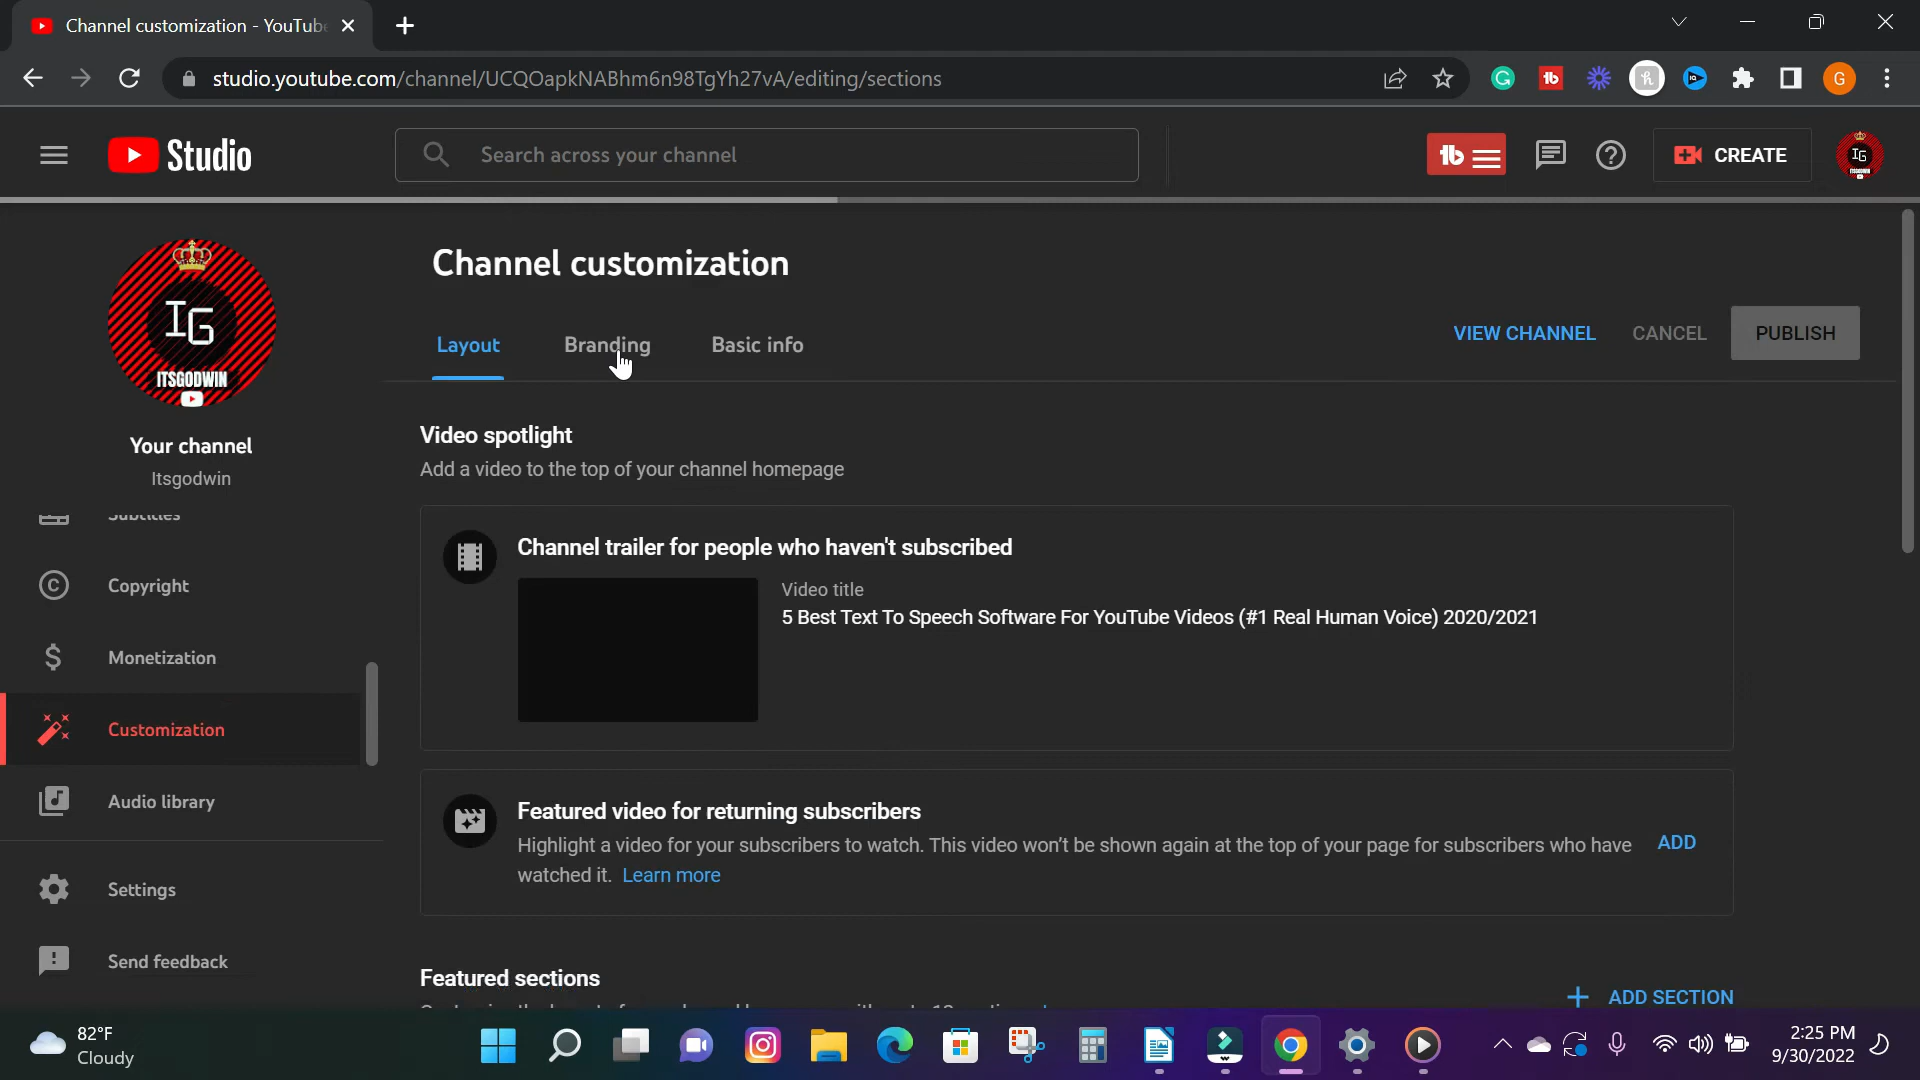 Channel customization - YouTub
studio.youtube.com/channel/UCQOapkNABhm6n98TgYh27vA/editing/sections
G
Studio
Search across your channel
CREATE
IG
ITSGODWIN
Your channel
Itsgodwin
Subtitles
Copyright
Monetization
Customization
Audio library
Settings
Send feedback
Channel customization
Layout Branding Basic info
VIEW CHANNEL CANCEL PUBLISH
Video spotlight
Add a video to the top of your channel homepage
Channel trailer for people who haven't subscribed
Video title
5 Best Text To Speech Software For YouTube Videos (#1 Real Human Voice) 2020/2021
Featured video for returning subscribers
Highlight a video for your subscribers to watch. This video won't be shown again at the top of your page for subscribers who have
watched it. Learn more
ADD
Featured sections
ADD SECTION
82°F
Cloudy
2:25 PM
9/30/2022